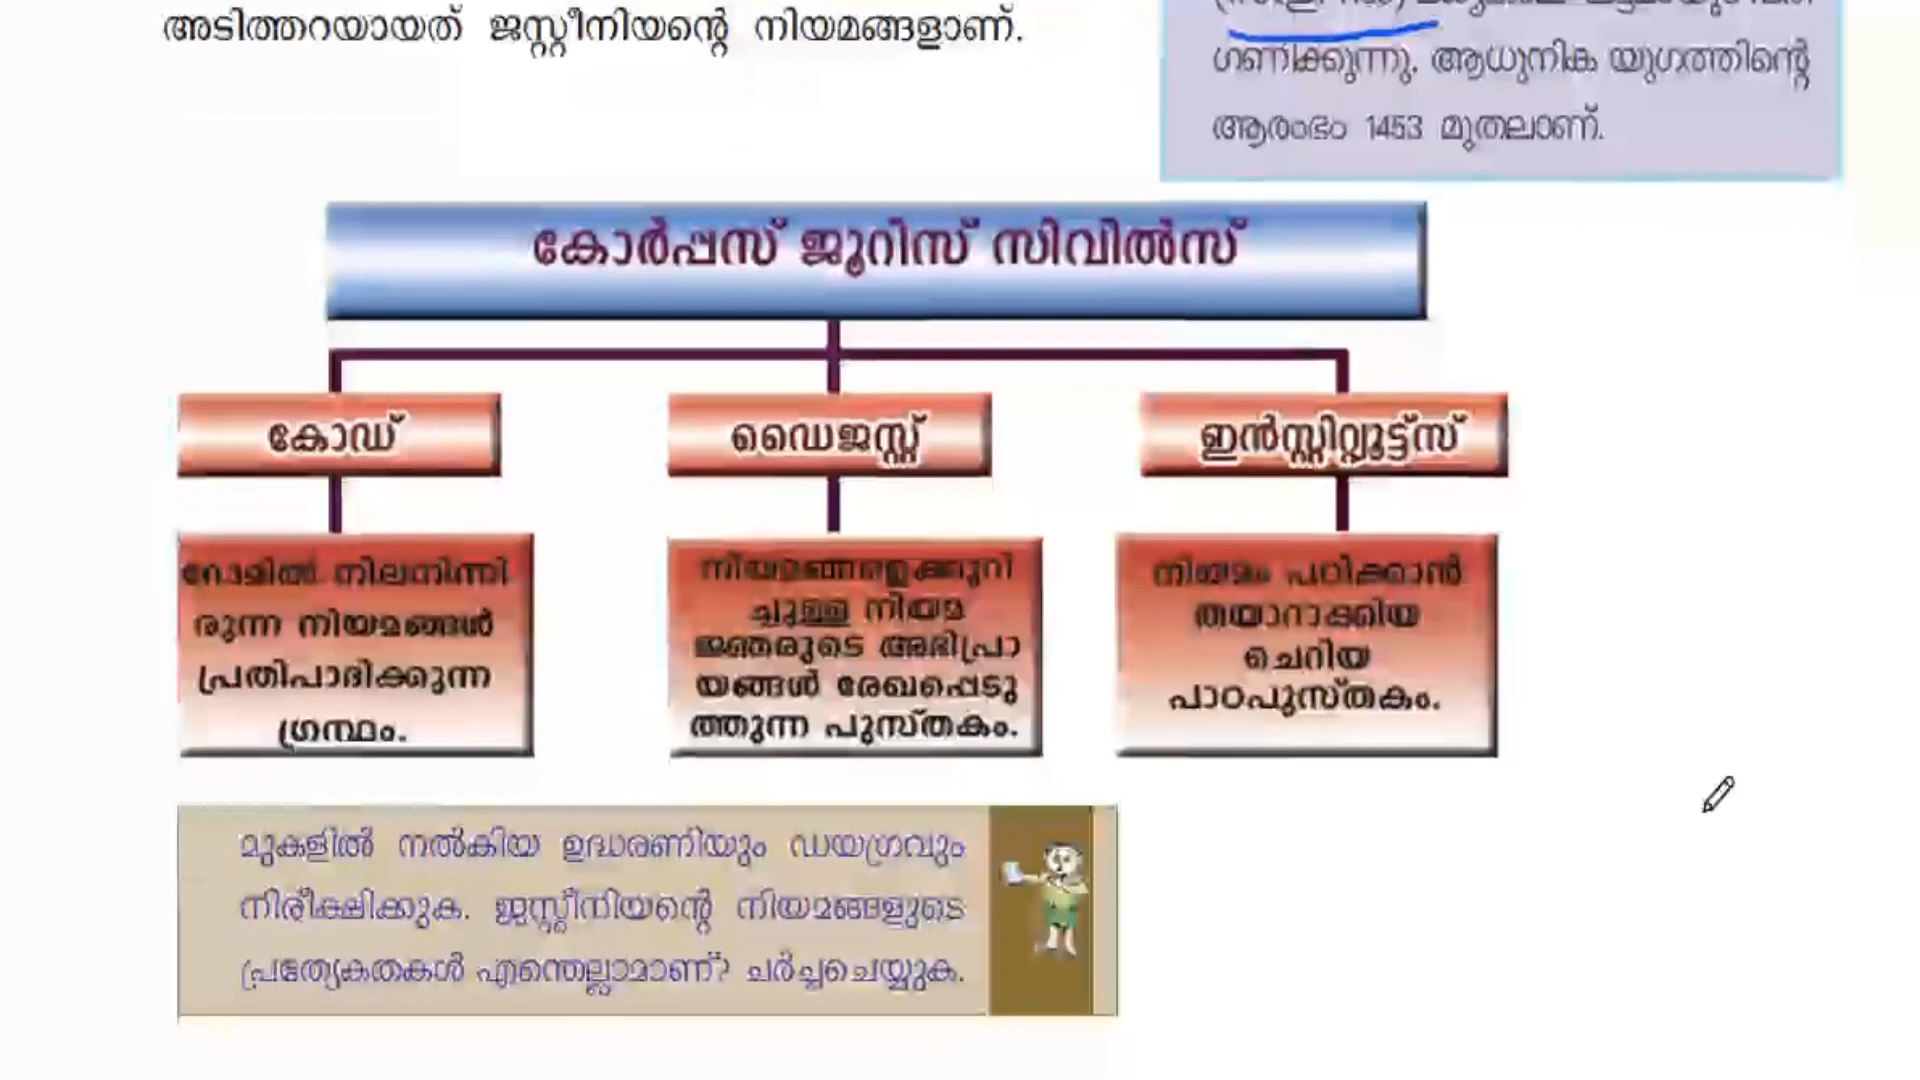 അടിത്തറയായത് ജസ്റ്റീനിയന്റെ നിയമങ്ങളാണ്.
ഗണിക്കുന്നു. ആധുനിക യുഗത്തിന്റെ
ആരംഭം 1453 മുതലാണ്.
കോർപ്പസ് ജൂറിസ് സിവിൽസ്
കോഡ്
റോമിൽ നിലനിന്നി
രുന്ന നിയമങ്ങൾ
പ്രതിപാദിക്കുന്ന
ഗ്രന്ഥം.
ഡൈജസ്റ്റ്
നിയമങ്ങളെക്കുറി
ച്ചുള്ള നിയമ
ജ്ഞരുടെ അഭിപ്രാ
യങ്ങൾ രേഖപ്പെടു
ത്തുന്ന പുസ്തകം.
ഇൻസ്റ്റിറ്റ്യൂട്ട്സ്
നിയമം പഠിക്കാൻ
തയാറാക്കിയ
ചെറിയ
പാഠപുസ്തകം.
മുകളിൽ നൽകിയ ഉദ്ധരണിയും ഡയഗ്രവും
നിരീക്ഷിക്കുക. ജസ്റ്റീനിയന്റെ നിയമങ്ങളുടെ
പ്രത്യേകതകൾ എന്തെല്ലാമാണ്? ചർച്ചചെയ്യുക.